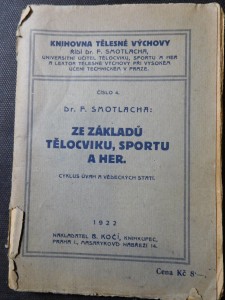 KNIHOVNA TĚLESNÉ VÝCHOVY
Řídí Dr. F. SMOTLACHA,
UNIVERSITNÍ UČITEL TĚLOCVIKU, SPORTU A HER
A LEKTOR TĚLESNÉ VÝCHOVY PŘI VYSOKÉM
UČENÍ TECHNICKÉM V PRAZE.
ČÍSLO 4.
Dr. F. SMOTLACHA:
ZE ZÁKLADŮ
TĚLOCVIKU, SPORTU
A HER.
CYKLUS ÚVAH A VĚDECKÝCH STATÍ.
1922
NAKLADATEL B. KOČÍ, KNIHKUPEC,
PRAHA I., MASARYKOVO NÁBŘEŽÍ 14.
Cena Kč 8·—